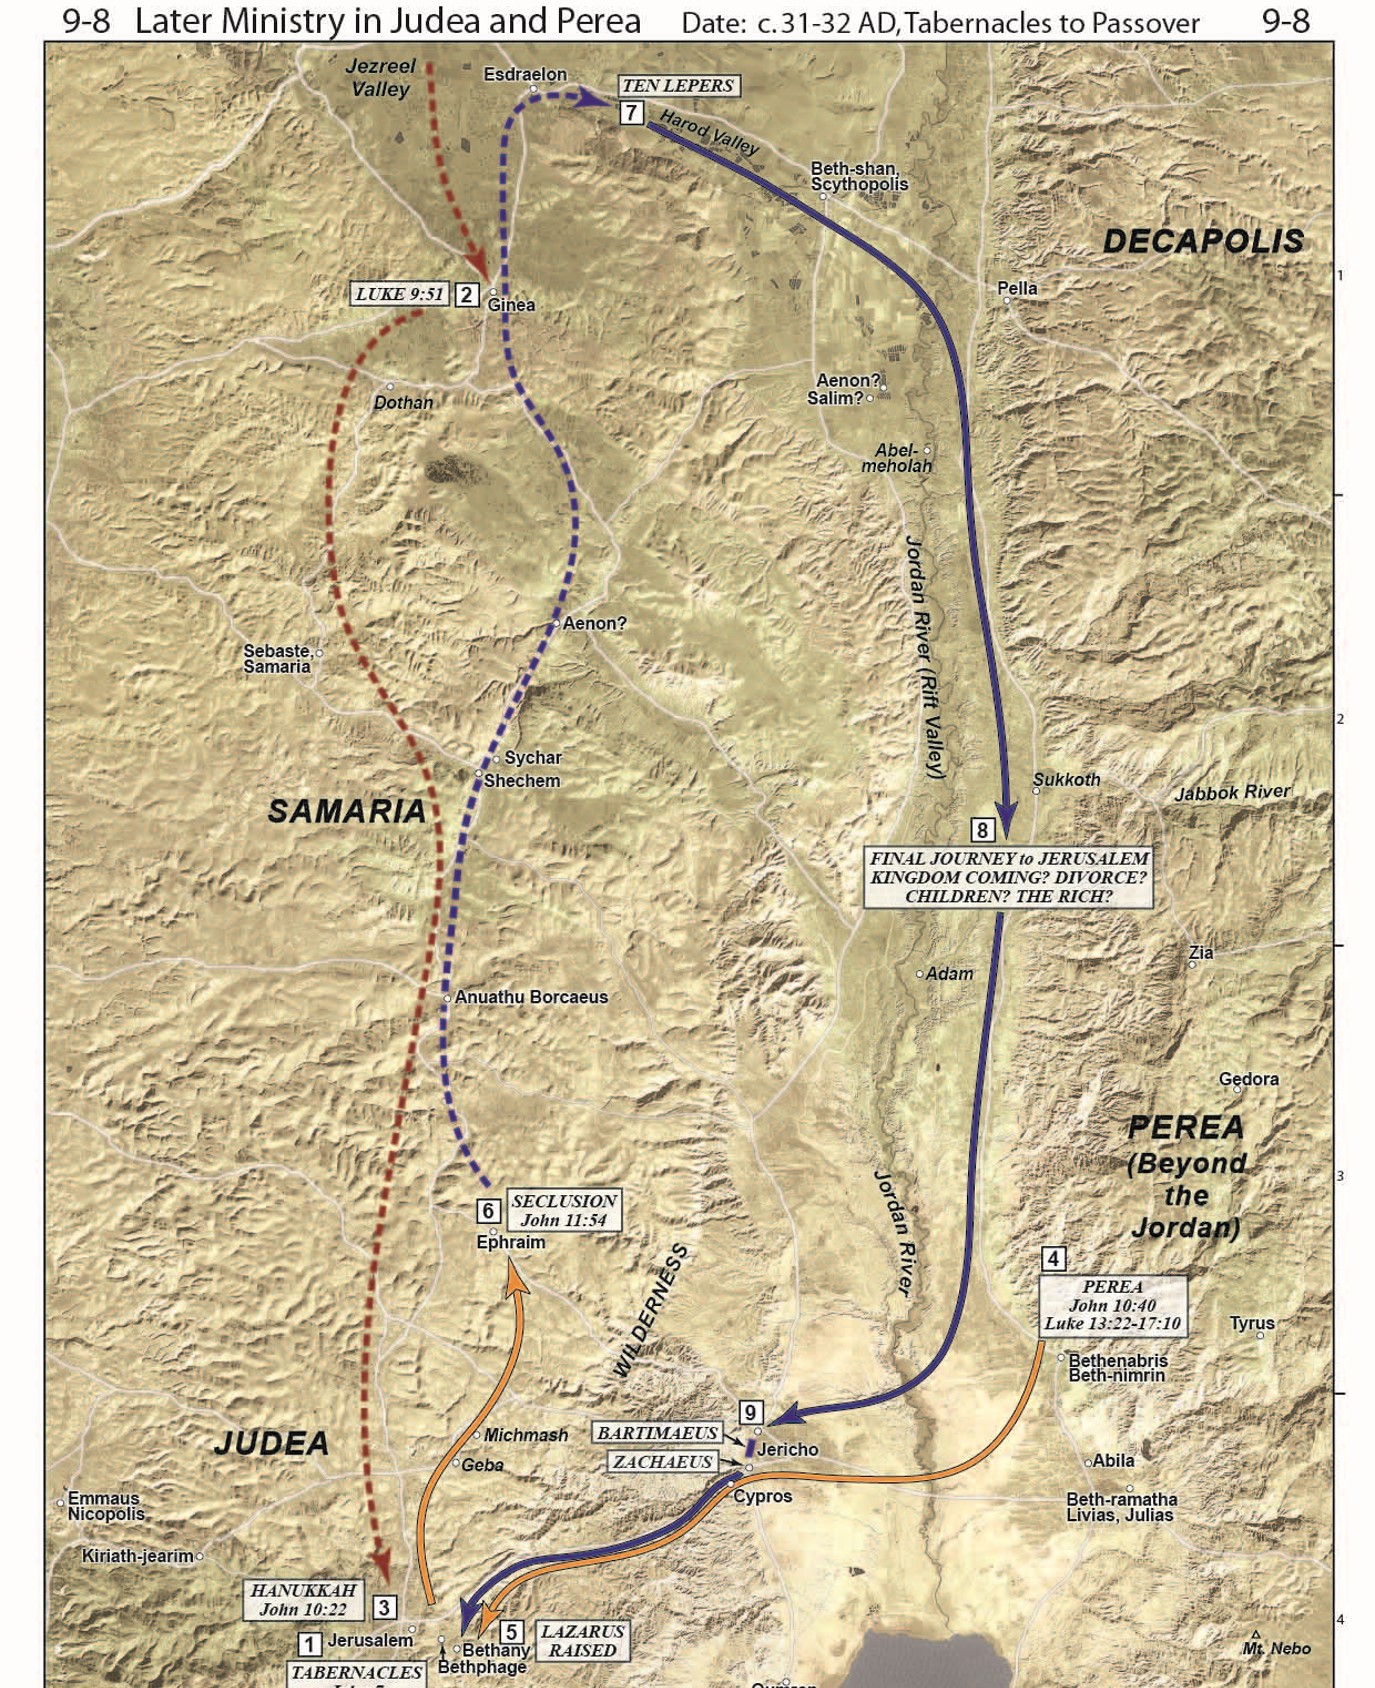 9-8 Later Ministry in Judea and Perea Date: c. 31-32 AD, Tabernacles to Passover 9-8
Jezreel
Valley
Esdraelon
TEN LEPERS
7
Harod Valley
Beth-shan,
Scythopolis
DECAPOLIS
1
LUKE 9:51 2
Ginea
Pella
Dothan
Aenon?
Salim?
Abel-
meholah
Jordan River (Rift Valley)
Aenon?
Sebaste,
Samaria
2
Sychar
Shechem
Sukkoth
Jabbok River
SAMARIA
8
FINAL JOURNEY to JERUSALEM
KINGDOM COMING? DIVORCE?
CHILDREN? THE RICH?
Zia
Adam
Anuathu Borcaeus
Gedora
PEREA
(Beyond
the
Jordan)
3
Jordan River
6
SECLUSION
John 11:54
Ephraim
WILDERNESS
4
PEREA
John 10:40
Luke 13:22-17:10
Tyrus
Bethenabris
Beth-nimrin
9
BARTIMAEUS
Jericho
ZACHAEUS
Cypros
JUDEA
Michmash
Geba
Abila
Beth-ramatha
Livias, Julias
Emmaus
Nicopolis
Kiriath-jearim
HANUKKAH
John 10:22
3
1
Jerusalem
TABERNACLES
5
LAZARUS
RAISED
Bethany
Bethphage
4
Mt. Nebo